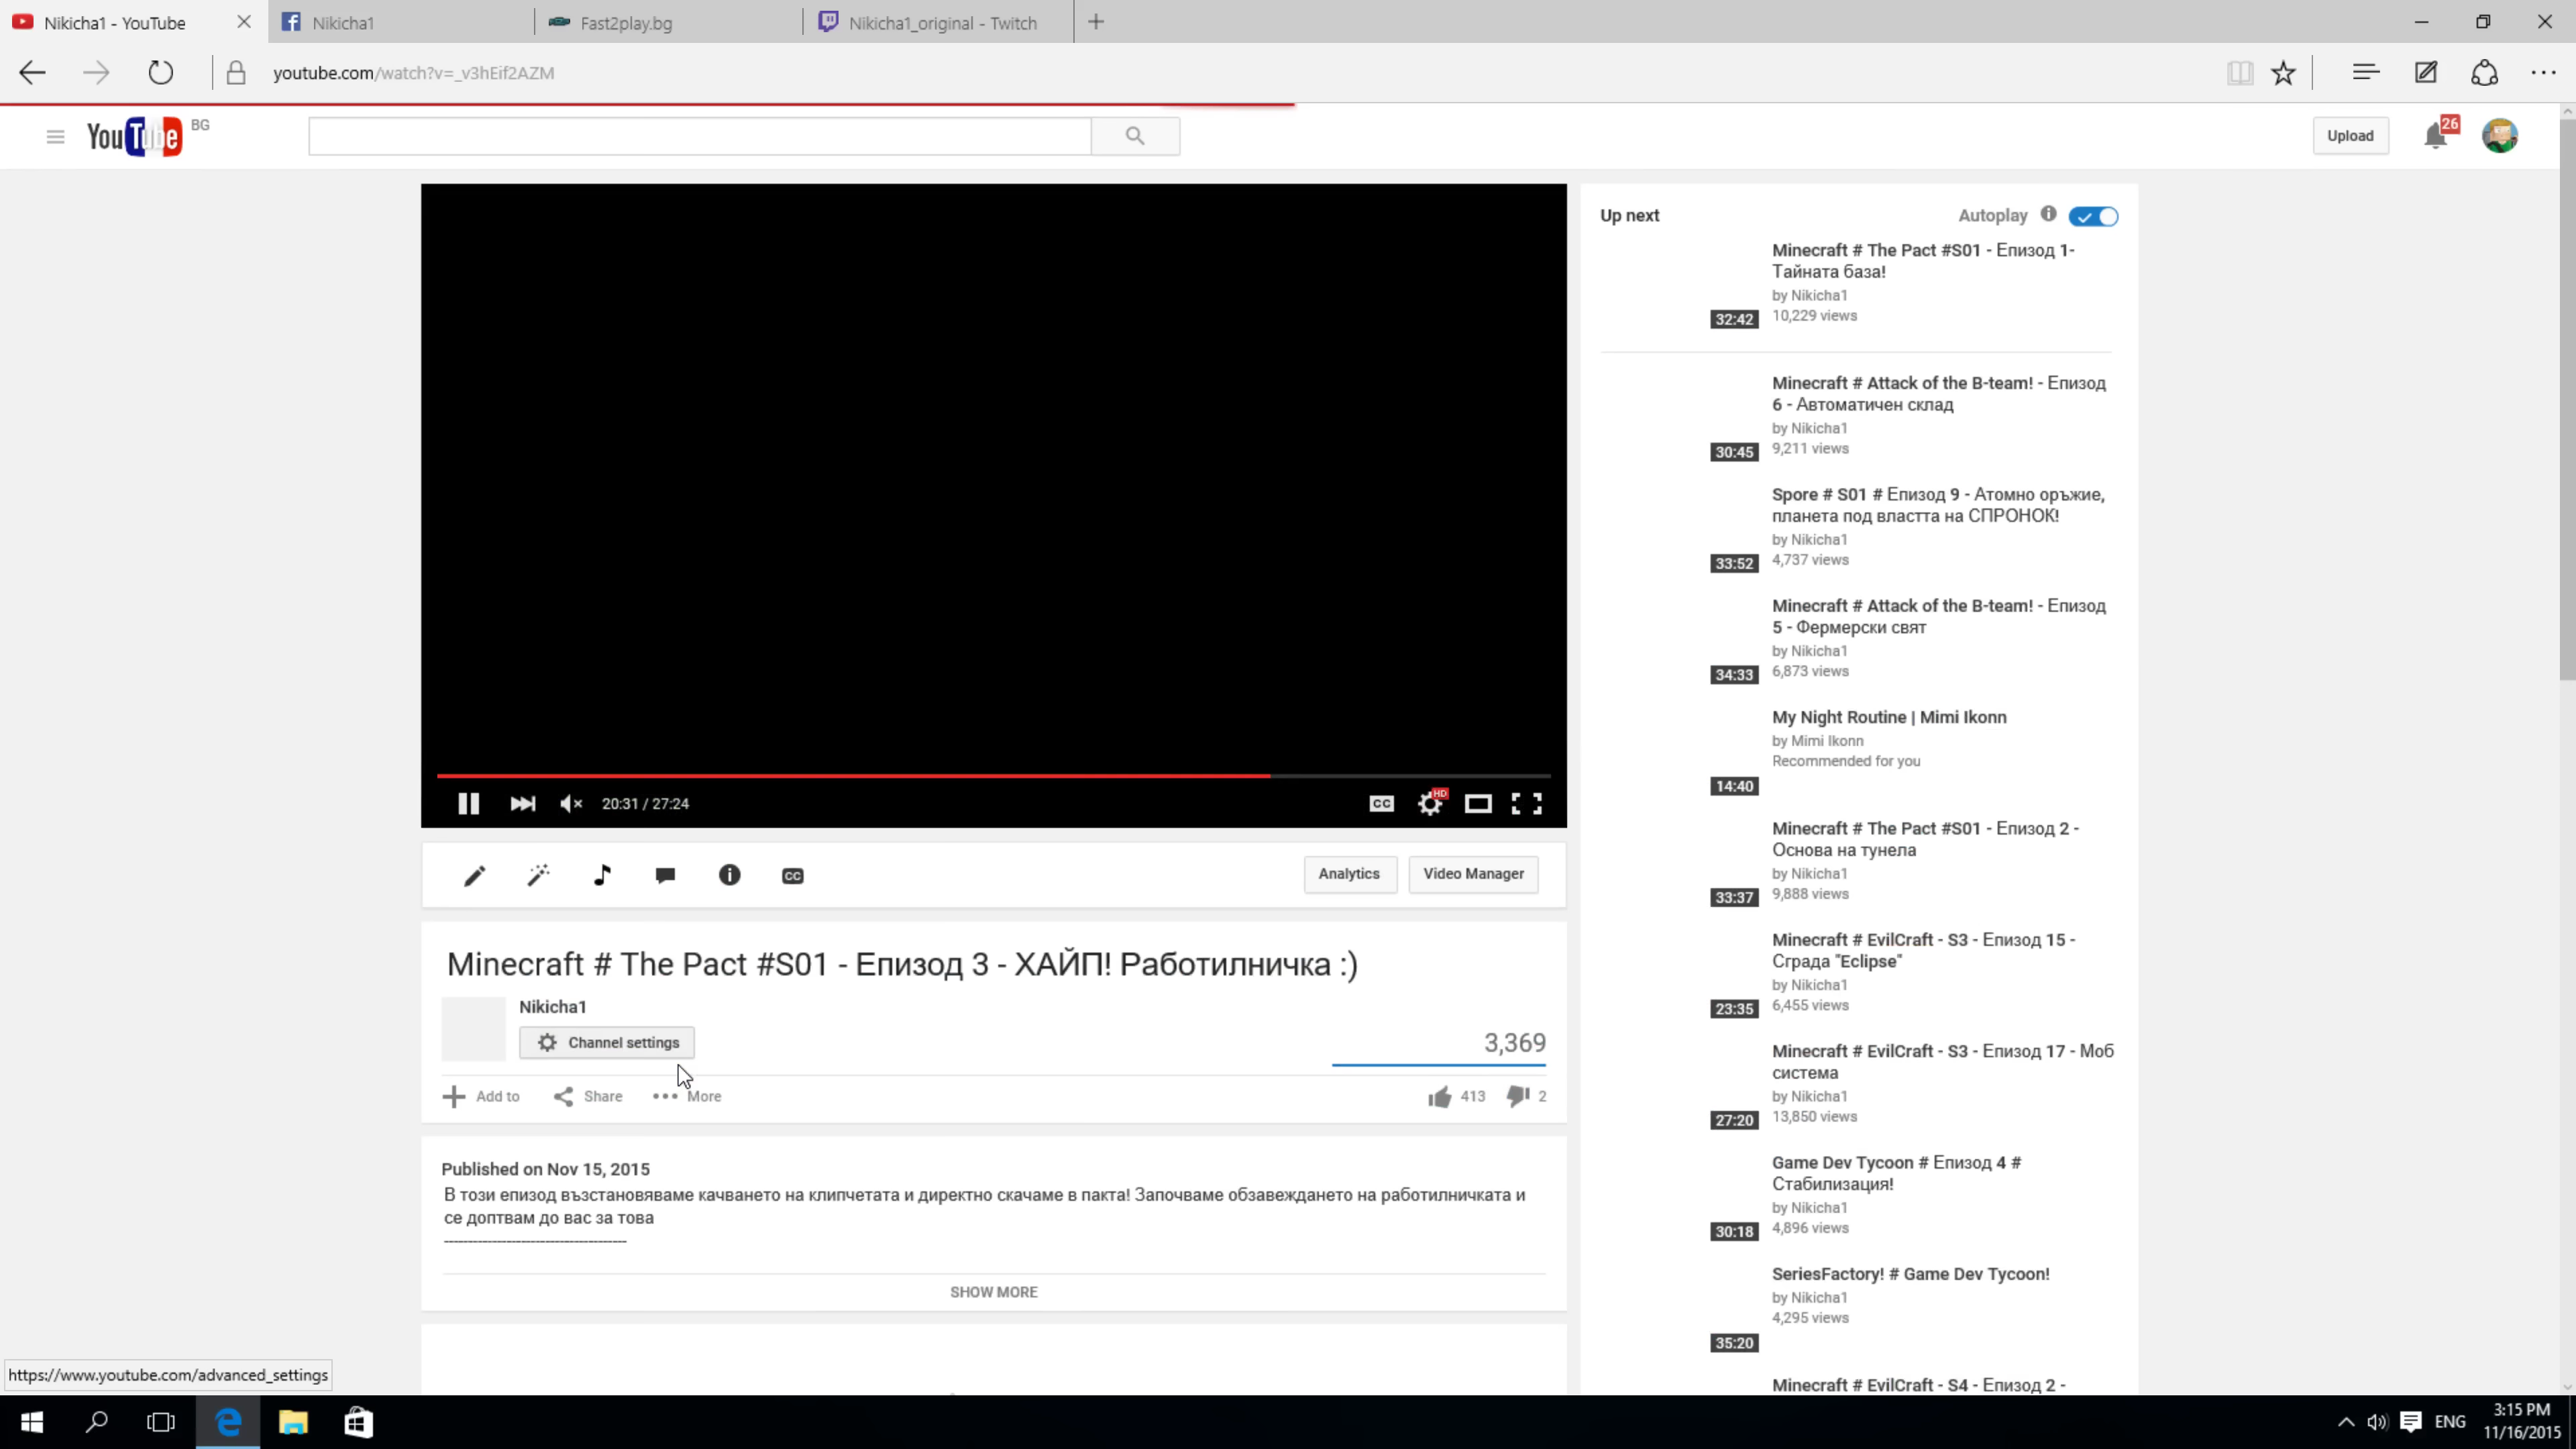 Nikicha1 - YouTube
Nikicha1
Fast2play.bg
Nikicha1_original - Twitch
youtube.com/watch?v=_v3hEif2AZM
YouTube BG
Upload
26
Up next
Autoplay
Minecraft # The Pact #S01 - Епизод 1-
Тайната база!
by Nikicha1
10,229 views
32:42
Minecraft # Attack of the B-team! - Епизод
6 - Автоматичен склад
by Nikicha1
9,211 views
30:45
Spore # S01 # Епизод 9 - Атомно оръжие,
планета под властта на СПРОНОК!
by Nikicha1
4,737 views
33:52
Minecraft # Attack of the B-team! - Епизод
5 - Фермерски свят
by Nikicha1
6,873 views
34:33
My Night Routine | Mimi Ikonn
by Mimi Ikonn
Recommended for you
14:40
Minecraft # The Pact #S01 - Епизод 2 -
Основа на тунела
by Nikicha1
9,888 views
33:37
Minecraft # EvilCraft - S3 - Епизод 15 -
Сграда "Eclipse"
by Nikicha1
6,455 views
23:35
Minecraft # EvilCraft - S3 - Епизод 17 - Моб
система
by Nikicha1
13,850 views
27:20
Game Dev Tycoon # Епизод 4 #
Стабилизация!
by Nikicha1
4,896 views
30:18
SeriesFactory! # Game Dev Tycoon!
by Nikicha1
4,295 views
35:20
Minecraft # EvilCraft - S4 - Епизод 2 -
20:31 / 27:24
CC
HD
CC
Analytics
Video Manager
Minecraft # The Pact #S01 - Епизод 3 - ХАЙП! Работилничка :)
Nikicha1
Channel settings
3,369
Add to
Share
More
413
2
Published on Nov 15, 2015
В този епизод възстановяваме качването на клипчетата и директно скачаме в пакта! Започваме обзавеждането на работилничката и
се доптвам до вас за това
----------------------------------------
SHOW MORE
https://www.youtube.com/advanced_settings
ENG
3:15 PM
11/16/2015